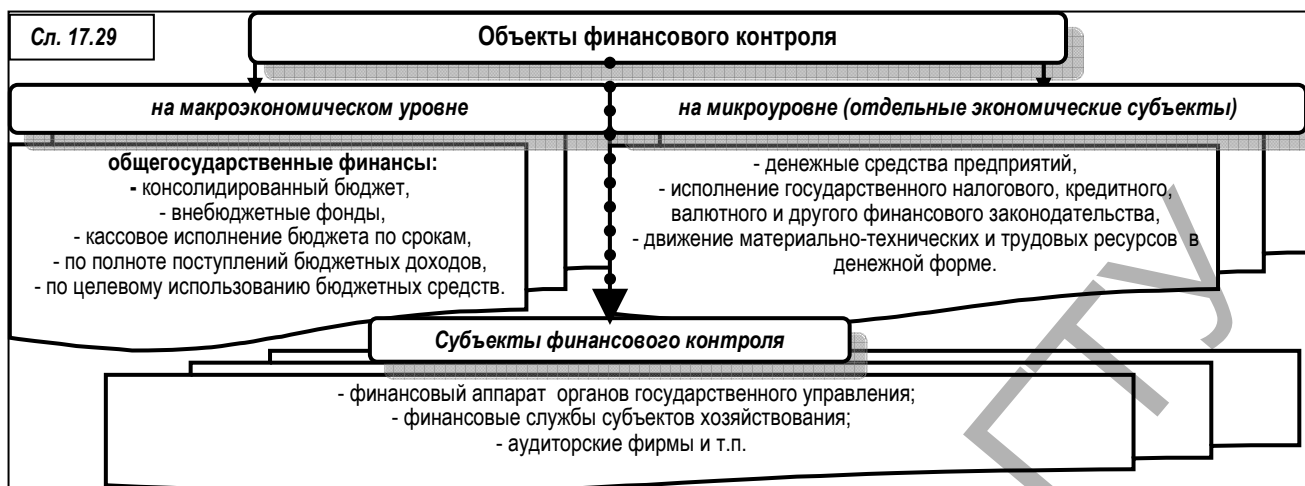 Сл. 17.29
Объекты финансового контроля
на макроэкономическом уровне
на микроуровне (отдельные экономические субъекты)
общегосударственные финансы:
- консолидированный бюджет,
- внебюджетные фонды,
- кассовое исполнение бюджета по срокам,
- по полноте поступлений бюджетных доходов,
- по целевому использованию бюджетных средств.
- денежные средства предприятий,
- исполнение государственного налогового, кредитного,
валютного и другого финансового законодательства,
- движение материально-технических и трудовых ресурсов в
денежной форме.
Субъекты финансового контроля
- финансовый аппарат органов государственного управления;
- финансовые службы субъектов хозяйствования;
- аудиторские фирмы и т.п.
ГТУ